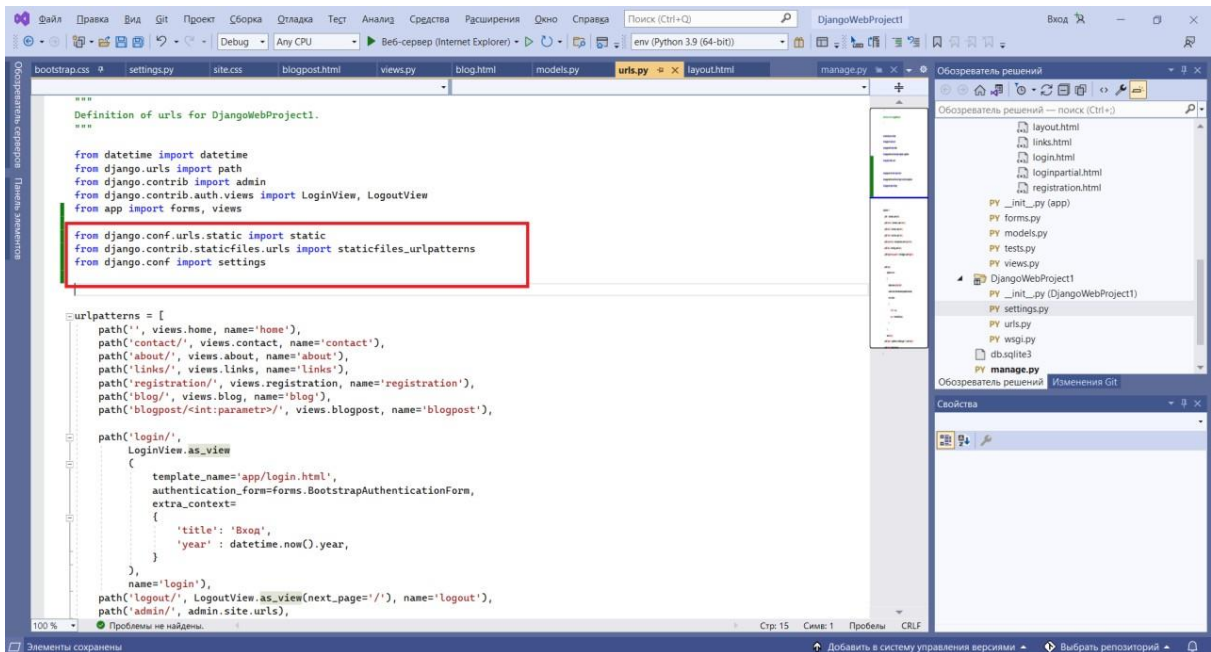 Файл Правка Вид Git Проект Сборка Отладка Тест Анализ Средства Расширения Окно Справка Поиск (Ctrl+Q) DjangoWebProject1 Вход
Debug Any CPU Веб-сервер (Internet Explorer) env (Python 3.9 (64-bit))
Обозреватель серверов
Панель элементов
bootstrap.css settings.py site.css blogpost.html views.py blog.html models.py urls.py layout.html manage.py
"""
Definition of urls for DjangoWebProject1.
"""
from datetime import datetime
from django.urls import path
from django.contrib import admin
from django.contrib.auth.views import LoginView, LogoutView
from app import forms, views
from django.conf.urls.static import static
from django.contrib.staticfiles.urls import staticfiles_urlpatterns
from django.conf import settings
urlpatterns = [
path('', views.home, name='home'),
path('contact/', views.contact, name='contact'),
path('about/', views.about, name='about'),
path('links/', views.links, name='links'),
path('registration/', views.registration, name='registration'),
path('blog/', views.blog, name='blog'),
path('blogpost/<int:parametr>/', views.blogpost, name='blogpost'),
path('login/',
LoginView.as_view
(
template_name='app/login.html',
authentication_form=forms.BootstrapAuthenticationForm,
extra_context=
{
'title': 'Вход',
'year' : datetime.now().year,
}
),
name='login'),
path('logout/', LogoutView.as_view(next_page='/'), name='logout'),
path('admin/', admin.site.urls),
100 % Проблемы не найдены. Стр: 15 Симв: 1 Пробелы CRLF
Обозреватель решений
Обозреватель решений — поиск (Ctrl+;)
layout.html
links.html
login.html
loginpartial.html
registration.html
PY __init__.py (app)
PY forms.py
PY models.py
PY tests.py
PY views.py
DjangoWebProject1
PY __init__.py (DjangoWebProject1)
PY settings.py
PY urls.py
PY wsgi.py
db.sqlite3
PY manage.py
Обозреватель решений Изменения Git
Свойства
Элементы сохранены Добавить в систему управления версиями Выбрать репозиторий